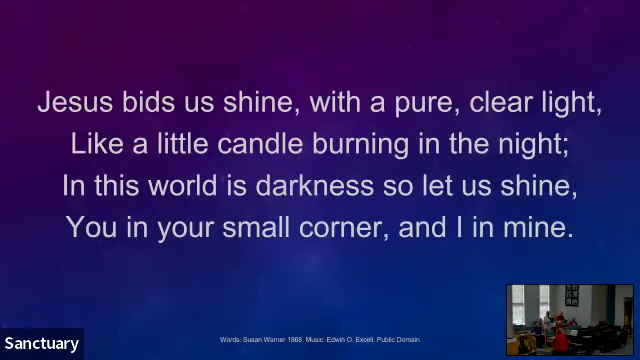 Jesus bids us shine, with a pure, clear light,
Like a little candle burning in the night;
In this world is darkness so let us shine,
You in your small corner, and I in mine.
Words: Susan Warner 1868. Music: Edwin O. Excell. Public Domain
Sanctuary